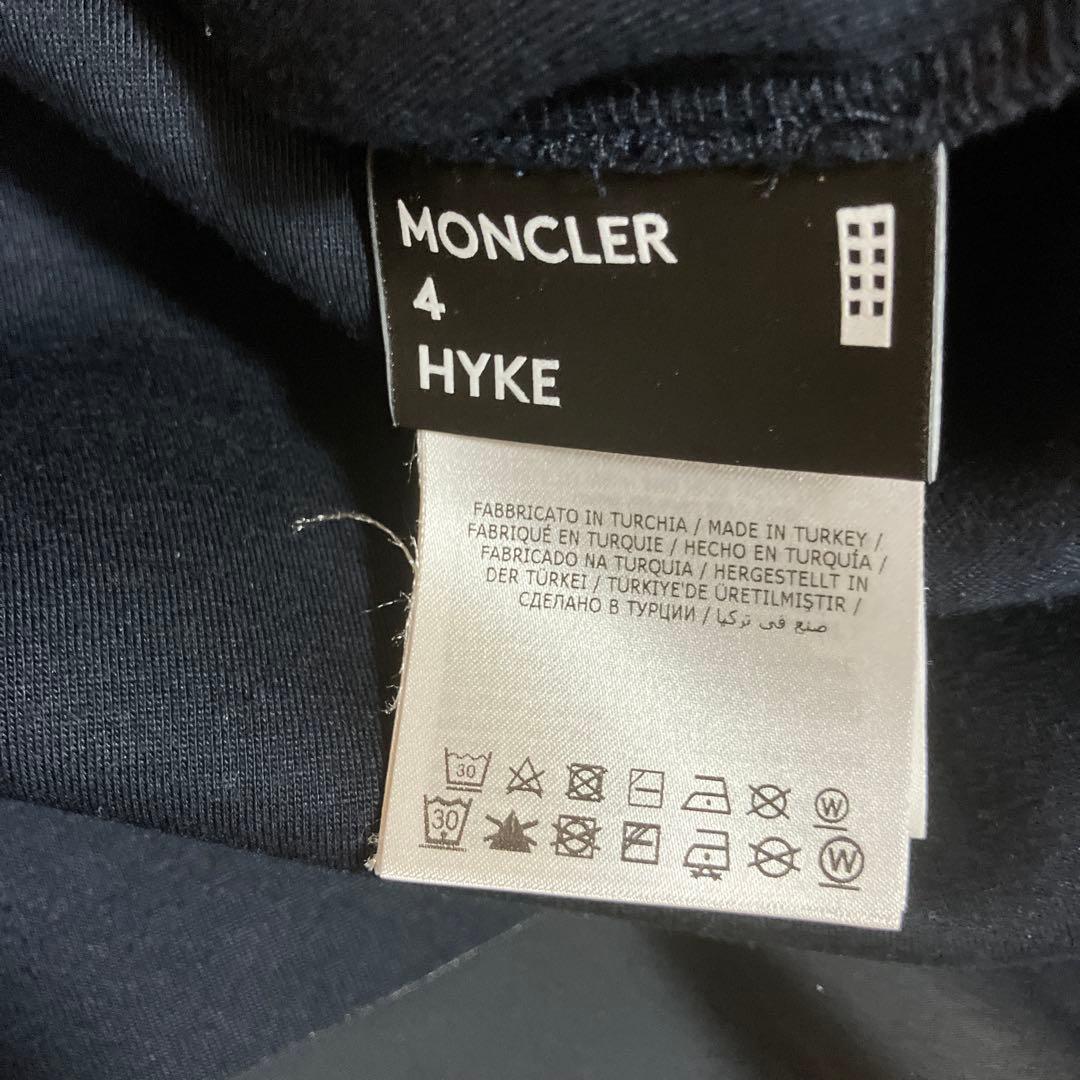 MONCLER
4
HYKE
FABBRICATO IN TURCHIA / MADE IN TURKEY /
FABRIQUÉ EN TURQUIE / HECHO EN TURQUÍA /
FABRICADO NA TURQUIA / HERGESTELLT IN
DER TÜRKEI / TÜRKIYE'DE ÜRETILMIŞTIR /
СДЕЛАНО В ТУРЦИИ / صنع في تركيا
30
W
30
W